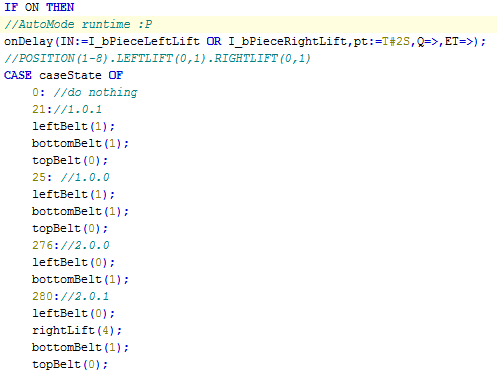 IF ON THEN
//AutoMode runtime :P
onDelay(IN:=I_bPieceLeftLift OR I_bPieceRightLift,pt:=T#2S,Q=>,ET=>);
//POSITION(1-8).LEFTLIFT(0,1).RIGHTLIFT(0,1)
CASE caseState OF
0: //do nothing
21://1.0.1
leftBelt(1);
bottomBelt(1);
topBelt(0);
25: //1.0.0
leftBelt(1);
bottomBelt(1);
topBelt(0);
276://2.0.0
leftBelt(0);
bottomBelt(1);
280://2.0.1
leftBelt(0);
rightLift(4);
bottomBelt(1);
topBelt(0);